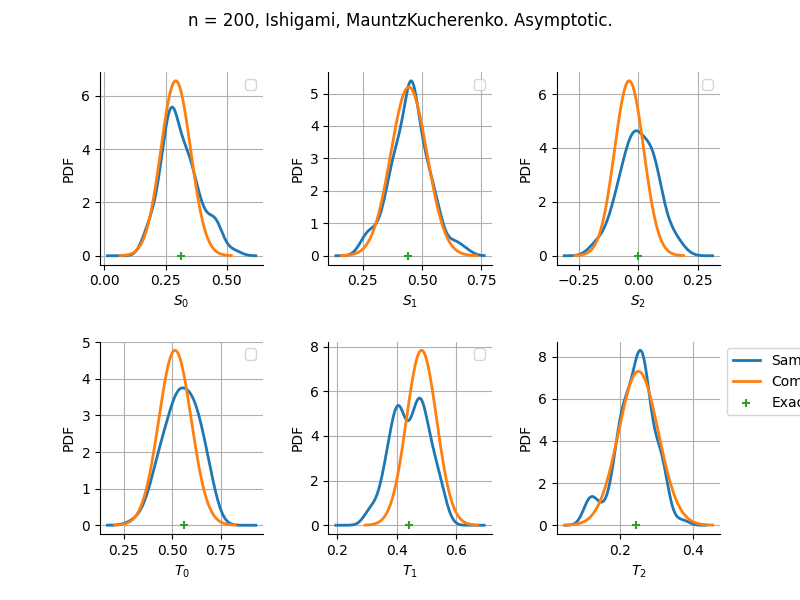 n = 200, Ishigami, MauntzKucherenko. Asymptotic.
PDF
6
4
2
0
0.00 0.25 0.50
S₀
PDF
5
4
3
2
1
0
0.25 0.50 0.75
S₁
PDF
6
4
2
0
−0.25 0.00 0.25
S₂
PDF
5
4
3
2
1
0
0.25 0.50 0.75
T₀
PDF
8
6
4
2
0
0.2 0.4 0.6
T₁
PDF
8
6
4
2
0
0.2 0.4
T₂
Sam
Com
Exac